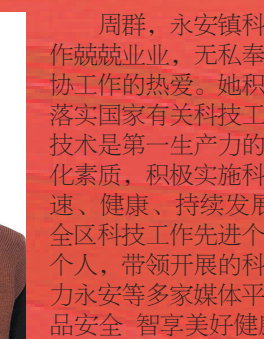 周群，永安镇科
作兢兢业业，无私奉
协工作的热爱。她积
落实国家有关科技工
技术是第一生产力的
化素质，积极实施科
速、健康、持续发展
全区科技工作先进个
个人，带领开展的科
力永安等多家媒体平
品安全 智享美好健康